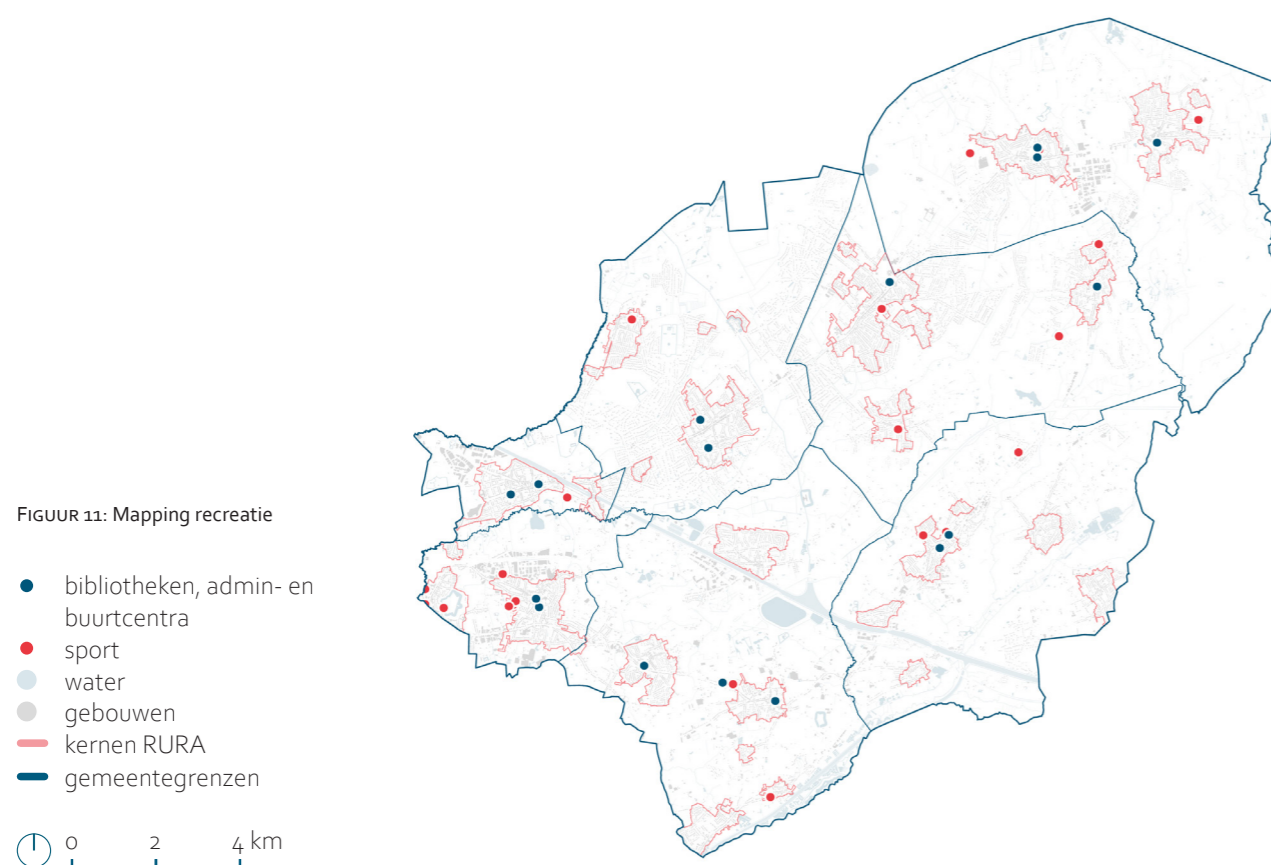 FIGUUR 11: Mapping recreatie
bibliotheken, admin- en
buurtcentra
sport
water
gebouwen
kernen RURA
gemeentegrenzen
0 2 4 km